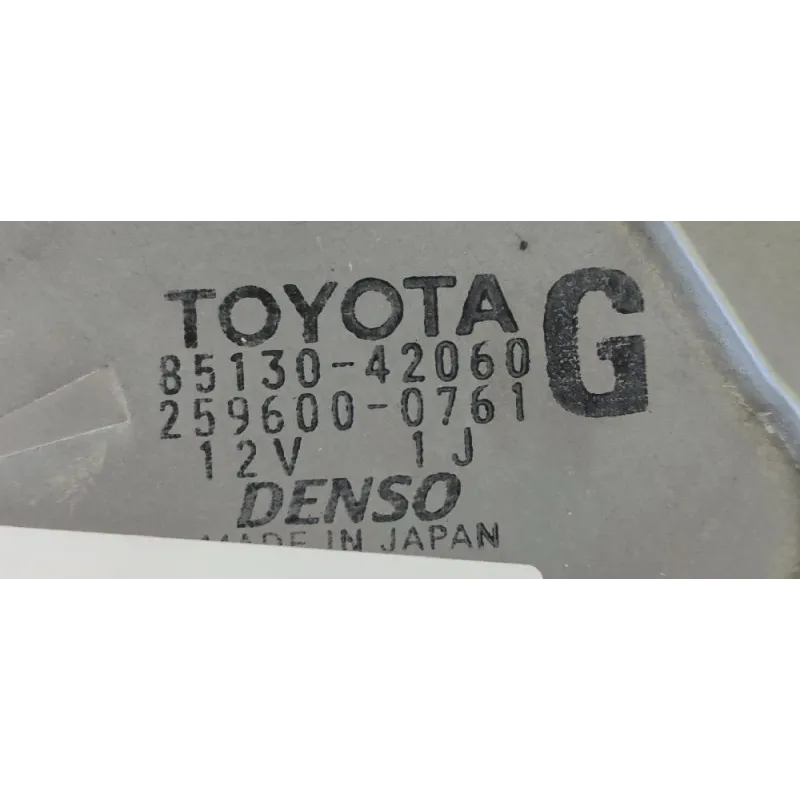 TOYOTA G
85130-42060
259600-0761
12V 1J
DENSO
MADE IN JAPAN